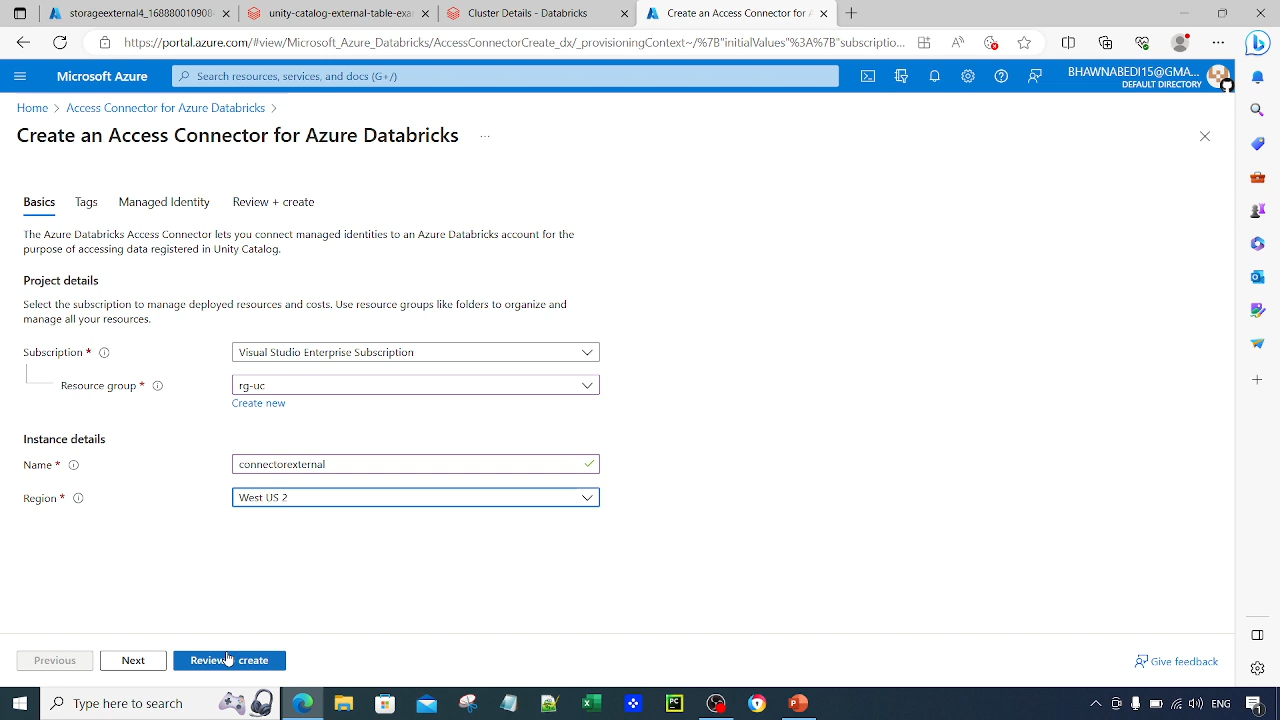 storageexternal4_16888001090
unity-catalog-external-table-exa
Cluster Details - Databricks
Create an Access Connector for A
https://portal.azure.com/#view/Microsoft_Azure_Databricks/AccessConnectorCreate_dx/_provisioningContext~/%7B"initialValues"%3A%7B"subscriptio...
Microsoft Azure
Search resources, services, and docs (G+/)
BHAWNABEDI15@GMA...
DEFAULT DIRECTORY
Home > Access Connector for Azure Databricks >
Create an Access Connector for Azure Databricks ...
Basics Tags Managed Identity Review + create
The Azure Databricks Access Connector lets you connect managed identities to an Azure Databricks account for the
purpose of accessing data registered in Unity Catalog.
Project details
Select the subscription to manage deployed resources and costs. Use resource groups like folders to organize and
manage all your resources.
Subscription * Visual Studio Enterprise Subscription
Resource group * rg-uc
Create new
Instance details
Name * connectorexternal
Region * West US 2
Previous Next Review create
Give feedback
Type here to search
ENG